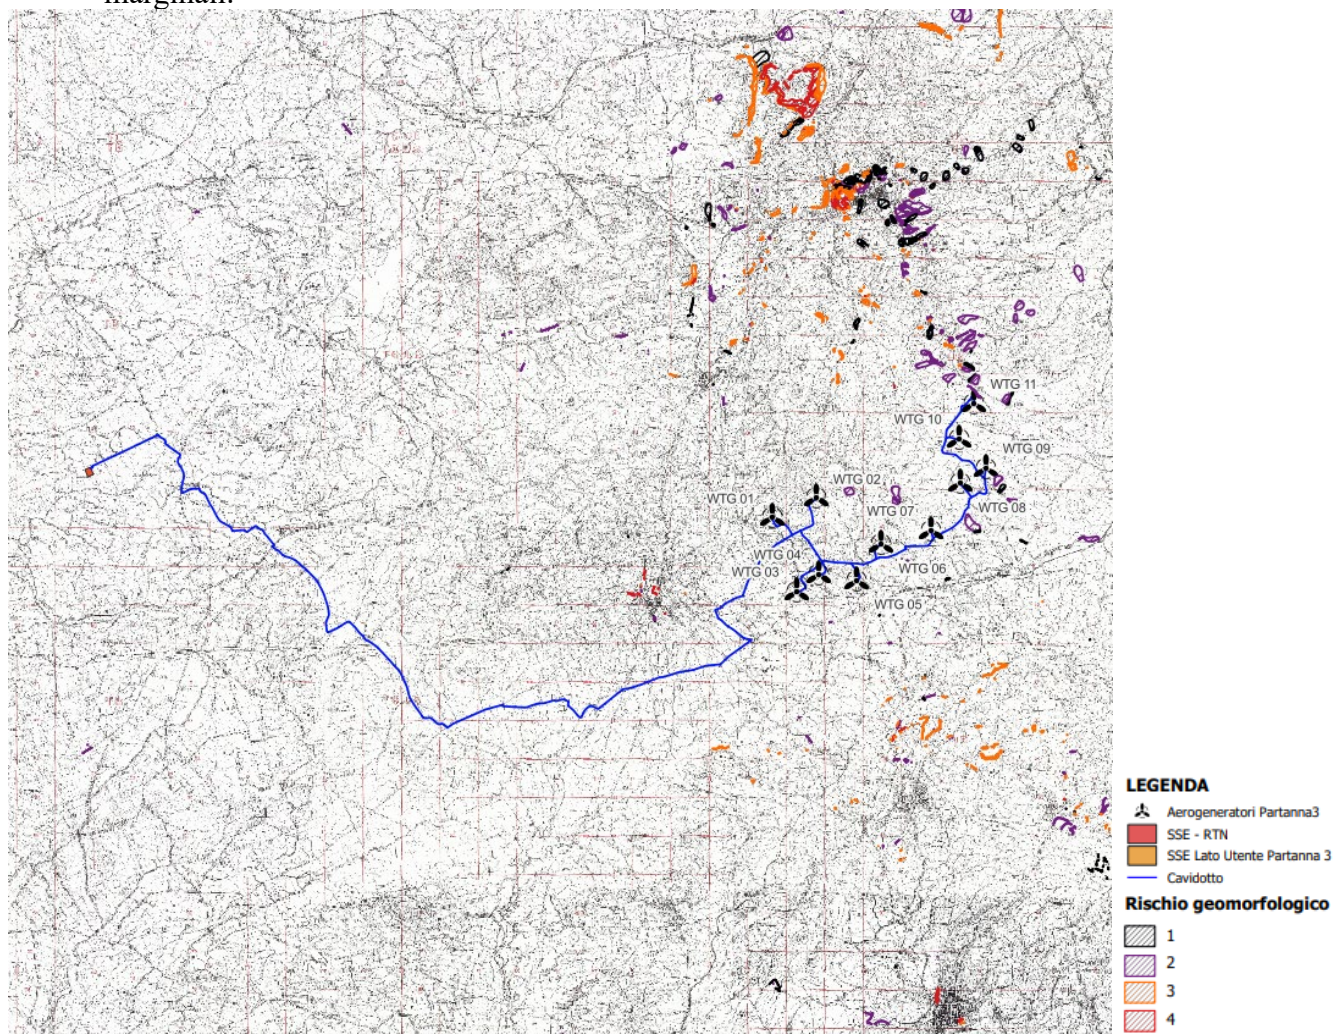 marginali.
WTG 11
WTG 10
WTG 09
WTG 02
WTG 01
WTG 07
WTG 08
WTG 04
WTG 03
WTG 06
WTG 05
LEGENDA
Aerogeneratori Partanna3
SSE - RTN
SSE Lato Utente Partanna 3
Cavidotto
Rischio geomorfologico
1
2
3
4